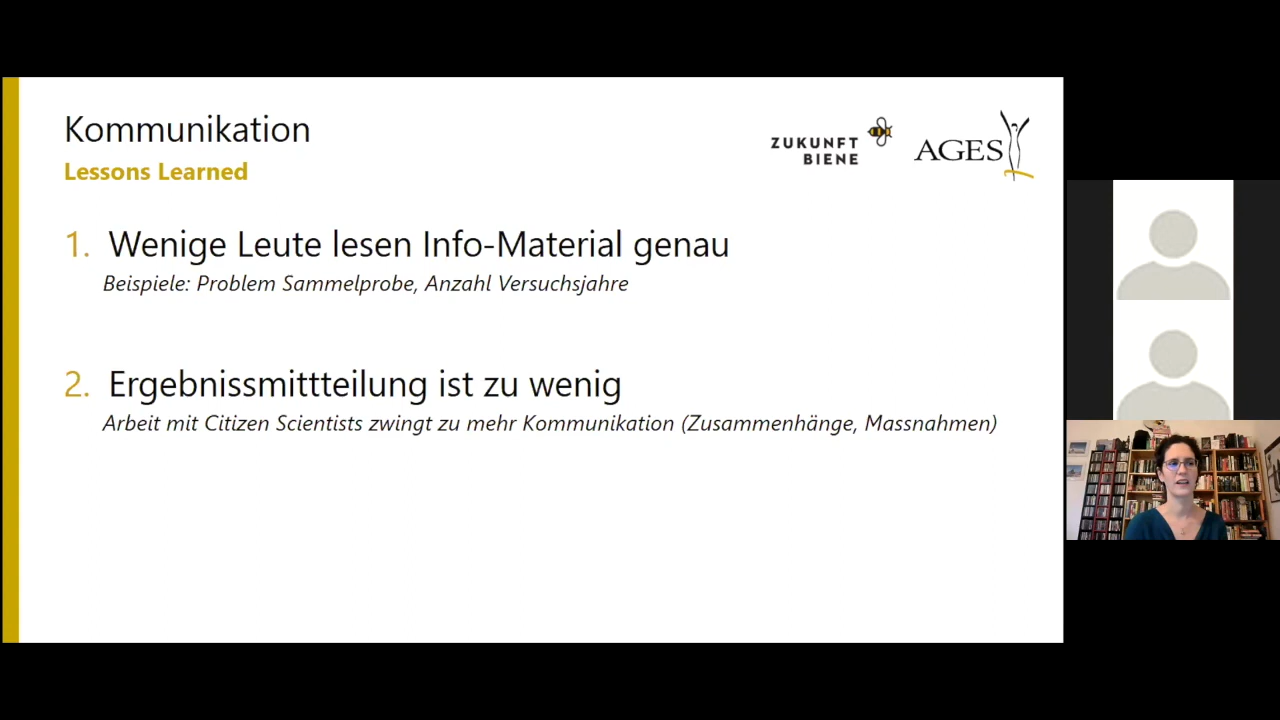 Kommunikation
Lessons Learned
ZUKUNFT
BIENE
AGES
1. Wenige Leute lesen Info-Material genau
Beispiele: Problem Sammelprobe, Anzahl Versuchsjahre
2. Ergebnissmittteilung ist zu wenig
Arbeit mit Citizen Scientists zwingt zu mehr Kommunikation (Zusammenhänge, Massnahmen)